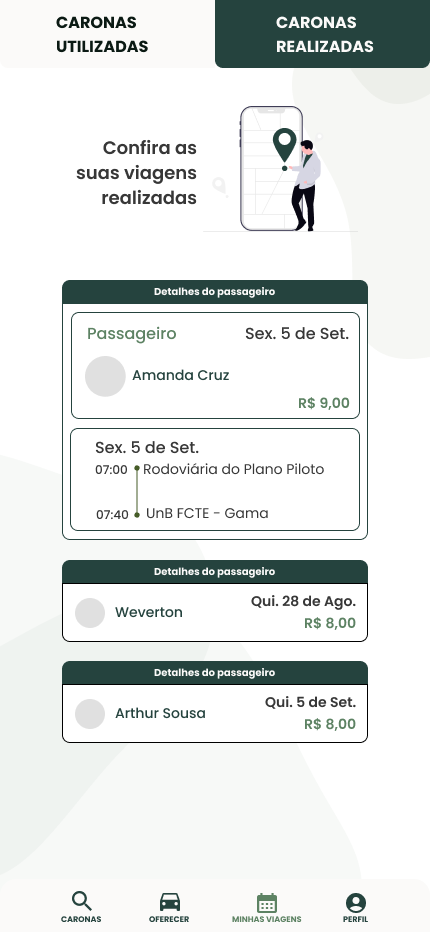 CARONAS
UTILIZADAS
CARONAS
REALIZADAS
Confira as
suas viagens
realizadas
Detalhes do passageiro
Passageiro Sex. 5 de Set.
Amanda Cruz
R$ 9,00
Sex. 5 de Set.
07:00 Rodoviária do Plano Piloto
07:40 UnB FCTE - Gama
Detalhes do passageiro
Qui. 28 de Ago.
Weverton
R$ 8,00
Detalhes do passageiro
Qui. 5 de Set.
Arthur Sousa
R$ 8,00
CARONAS OFERECER MINHAS VIAGENS PERFIL